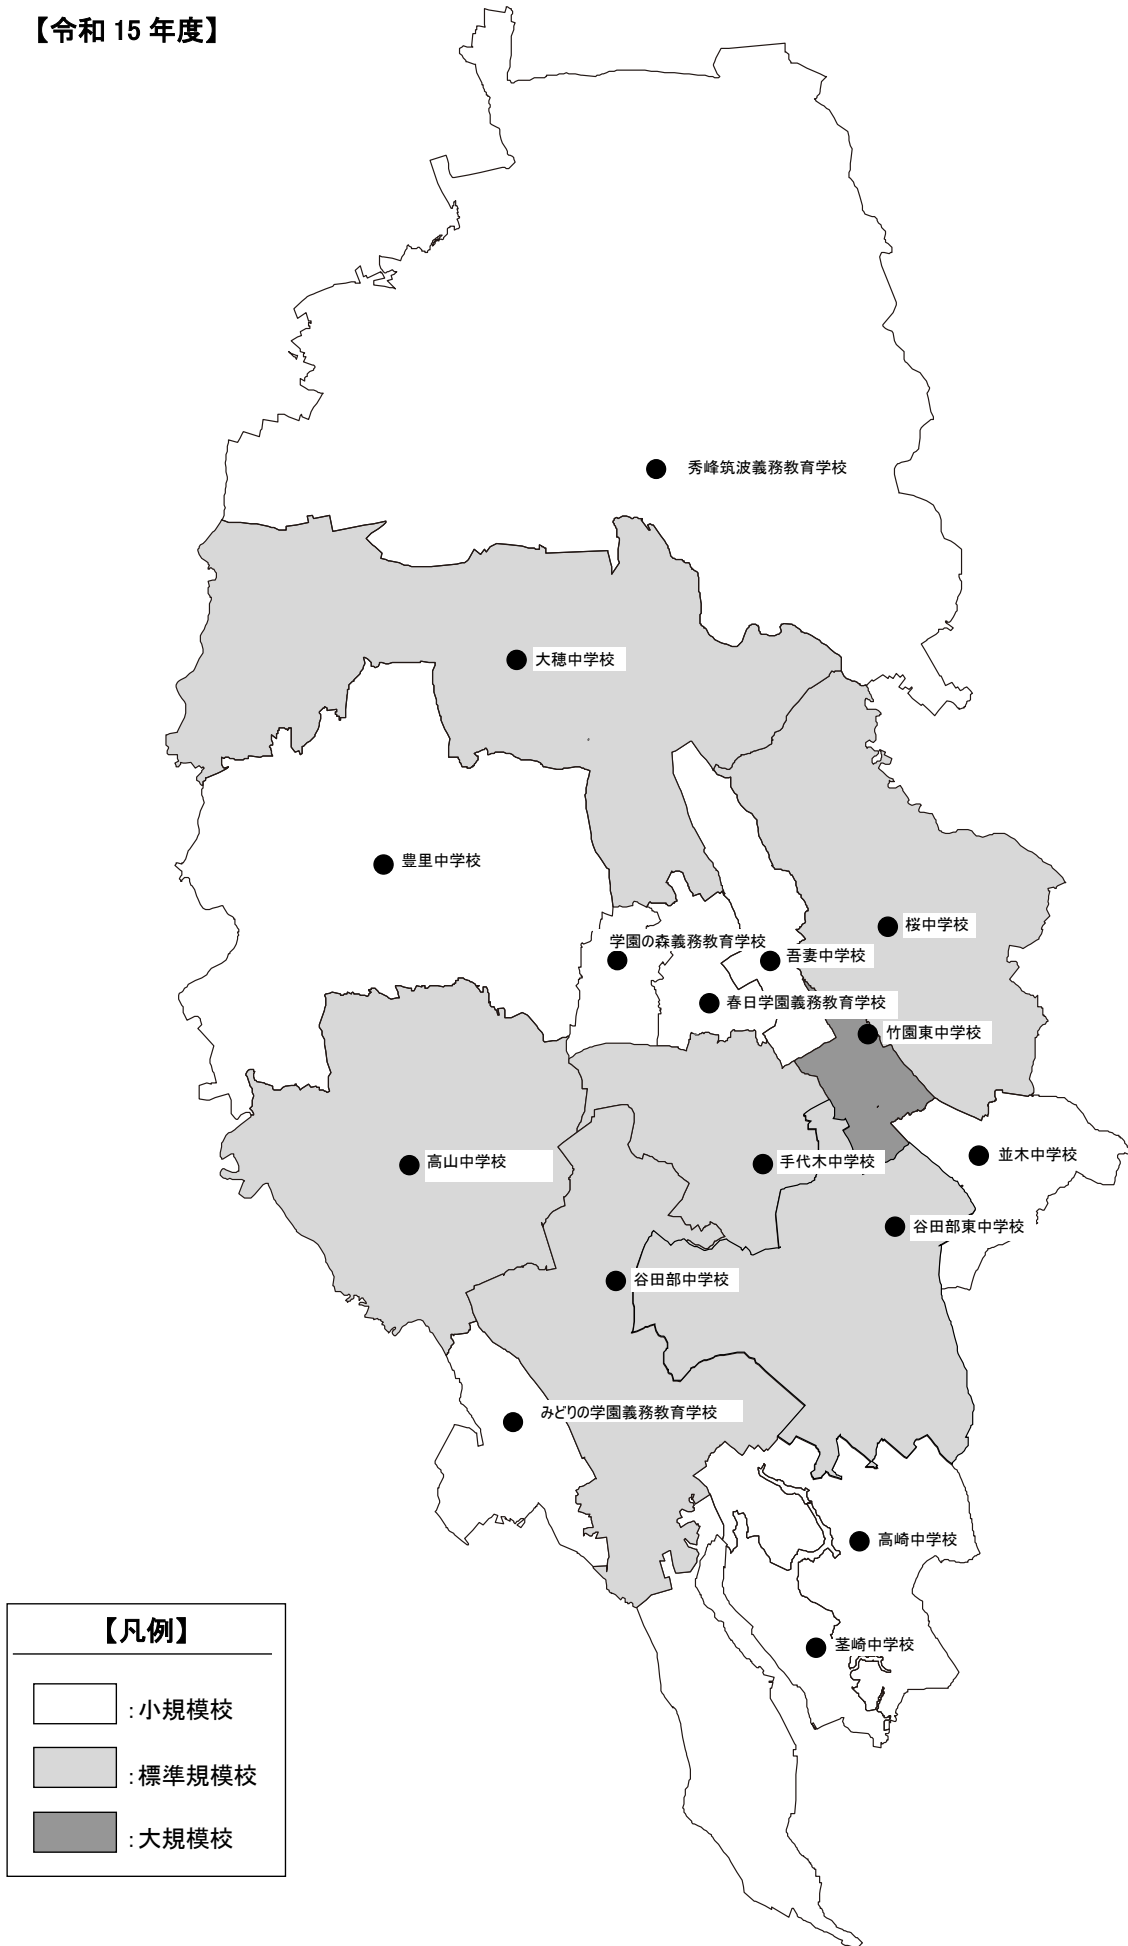 【令和 15 年度】
秀峰筑波義務教育学校
大穂中学校
豊里中学校
桜中学校
学園の森義務教育学校
吾妻中学校
春日学園義務教育学校
竹園東中学校
高山中学校
手代木中学校
並木中学校
谷田部東中学校
谷田部中学校
みどりの学園義務教育学校
高崎中学校
茎崎中学校
【凡例】
：小規模校
：標準規模校
：大規模校